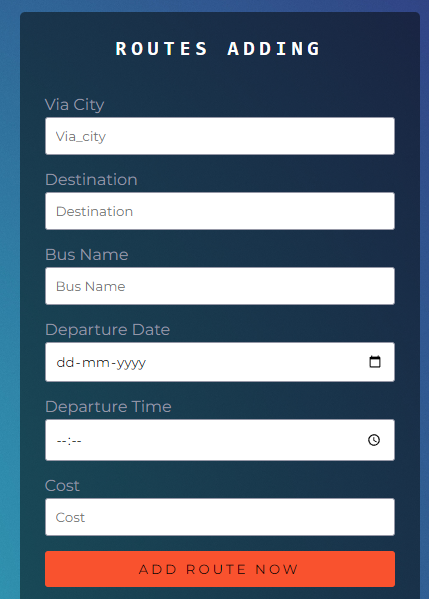 ROUTES ADDING
Via City
Via_city
Destination
Destination
Bus Name
Bus Name
Departure Date
dd-mm-yyyy
Departure Time
--:--
Cost
Cost
ADD ROUTE NOW